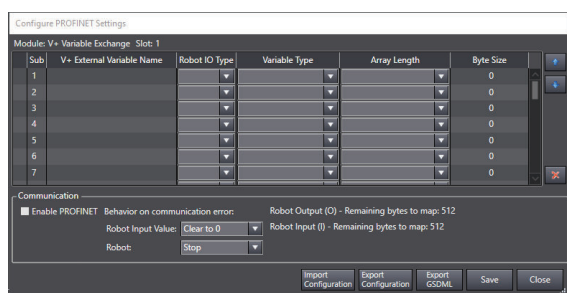 Configure PROFINET Settings
Module: V+ Variable Exchange Slot: 1
Sub V+ External Variable Name Robot IO Type Variable Type Array Length Byte Size
1 0
2 0
3 0
4 0
5 0
6 0
7 0
Communication
Enable PROFINET Behavior on communication error: Robot Output (O) - Remaining bytes to map: 512
Robot Input Value: Clear to 0 Robot Input (I) - Remaining bytes to map: 512
Robot: Stop
Import Configuration Export Configuration Export GSDML Save Close